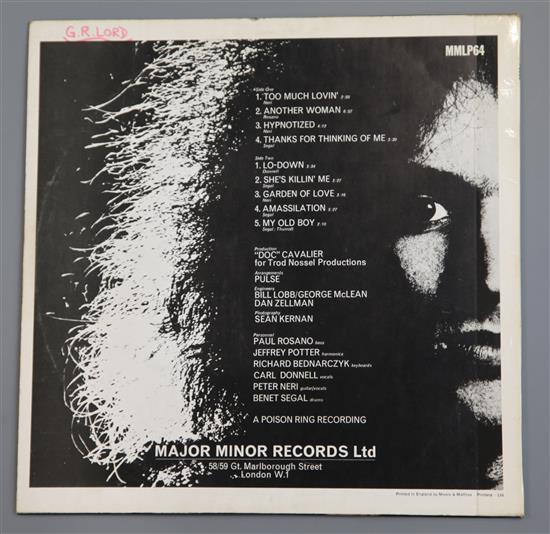 G.R.LORD
MMLP64
Side One
1. TOO MUCH LOVIN'
Neri
2. ANOTHER WOMAN
Rosano
3. HYPNOTIZED
Neri
4. THANKS FOR THINKING OF ME
Segal
Side Two
1. LO-DOWN
Donnell
2. SHE'S KILLIN' ME
Segal
3. GARDEN OF LOVE
Neri
4. AMASSILATION
Segal
5. MY OLD BOY
Segal/Thurrott
Production
"DOC" CAVALIER
for Trod Nossel Productions
Arrangements
PULSE
Engineers
BILL LOBB/GEORGE McLEAN
DAN ZELLMAN
Photography
SEAN KERNAN
Personnel
PAUL ROSANO bass
JEFFREY POTTER harmonica
RICHARD BEDNARCZYK keyboards
CARL DONNELL vocals
PETER NERI guitar/vocals
BENET SEGAL drums
A POISON RING RECORDING
MAJOR MINOR RECORDS Ltd
58/59 Gt. Marlborough Street
London W.1
Printed in England by